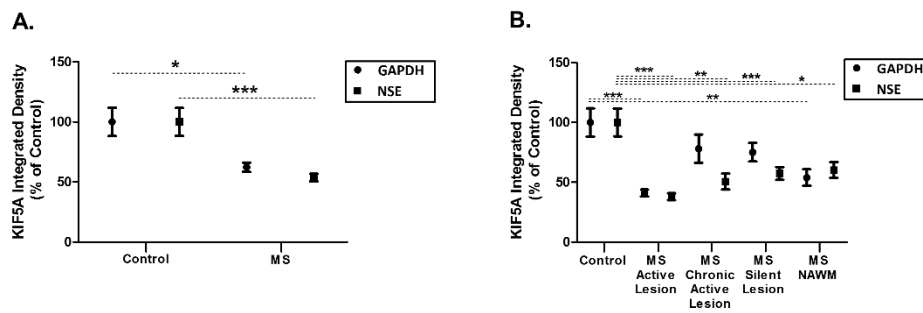 A.
KIF5A Integrated Density
(% of Control)
150
100
50
0
*
***
GAPDH
NSE
Control
MS
B.
KIF5A Integrated Density
(% of Control)
150
100
50
0
***
**
***
*
***
**
GAPDH
NSE
Control
MS
Active
Lesion
MS
Chronic
Active
Lesion
MS
Silent
Lesion
MS
NAWM